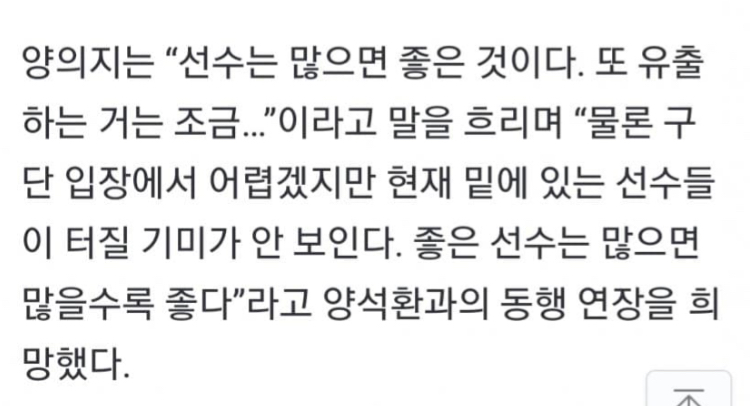 양의지는 “선수는 많으면 좋은 것이다. 또 유출
하는 거는 조금...”이라고 말을 흐리며 “물론 구
단 입장에서 어렵겠지만 현재 밑에 있는 선수들
이 터질 기미가 안 보인다. 좋은 선수는 많으면
많을수록 좋다”라고 양석환과의 동행 연장을 희
망했다.